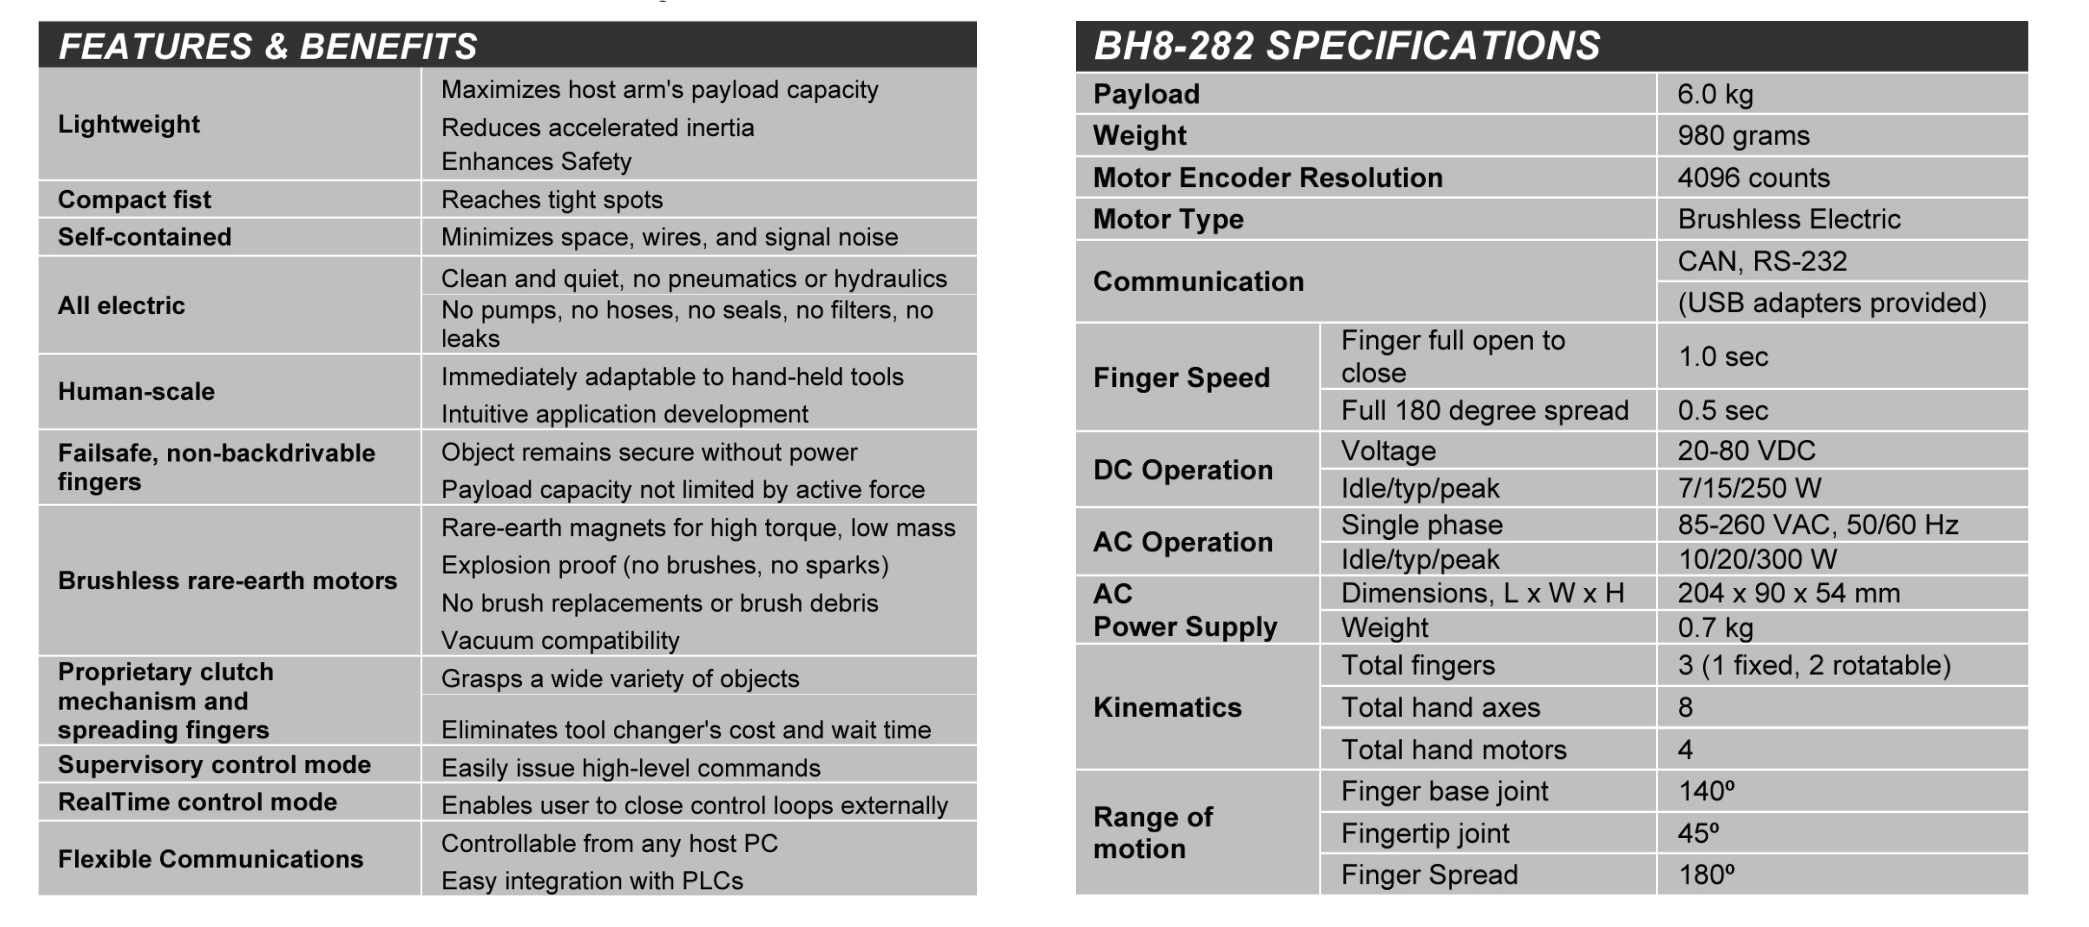 FEATURES & BENEFITS
Lightweight
Maximizes host arm's payload capacity
Reduces accelerated inertia
Enhances Safety
Compact fist
Reaches tight spots
Self-contained
Minimizes space, wires, and signal noise
All electric
Clean and quiet, no pneumatics or hydraulics
No pumps, no hoses, no seals, no filters, no
leaks
Human-scale
Immediately adaptable to hand-held tools
Intuitive application development
Failsafe, non-backdrivable
fingers
Object remains secure without power
Payload capacity not limited by active force
Brushless rare-earth motors
Rare-earth magnets for high torque, low mass
Explosion proof (no brushes, no sparks)
No brush replacements or brush debris
Vacuum compatibility
Proprietary clutch
mechanism and
spreading fingers
Grasps a wide variety of objects
Eliminates tool changer's cost and wait time
Supervisory control mode
Easily issue high-level commands
RealTime control mode
Enables user to close control loops externally
Flexible Communications
Controllable from any host PC
Easy integration with PLCs
BH8-282 SPECIFICATIONS
Payload
6.0 kg
Weight
980 grams
Motor Encoder Resolution
4096 counts
Motor Type
Brushless Electric
Communication
CAN, RS-232
(USB adapters provided)
Finger Speed
Finger full open to
close
1.0 sec
Full 180 degree spread
0.5 sec
DC Operation
Voltage
20-80 VDC
Idle/typ/peak
7/15/250 W
AC Operation
Single phase
85-260 VAC, 50/60 Hz
Idle/typ/peak
10/20/300 W
AC
Power Supply
Dimensions, L x W x H
204 x 90 x 54 mm
Weight
0.7 kg
Kinematics
Total fingers
3 (1 fixed, 2 rotatable)
Total hand axes
8
Total hand motors
4
Range of
motion
Finger base joint
140º
Fingertip joint
45º
Finger Spread
180º